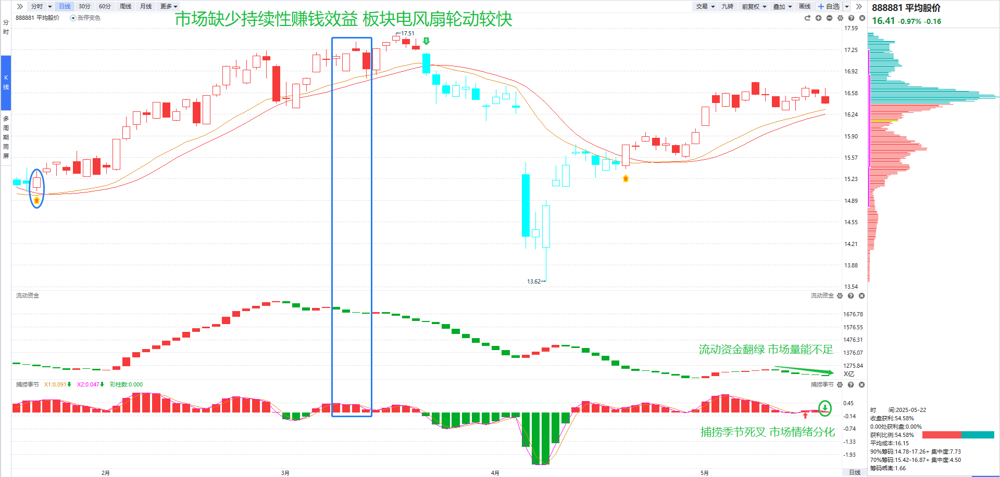 分时 日线 30分 60分 周线 月线 更多 交易 九转 前复权 叠加 画线 +自选
888881 平均股价 涨停变色
市场缺少持续性赚钱效益 板块电风扇轮动较快
888881 平均股价
16.41 -0.97% -0.16
分时
K线
多周期同屏
17.59
17.51
S
17.25
16.92
16.58
16.24
15.90
15.57
15.23
14.89
14.55
14.21
13.88
13.62
13.54
B
B
流动资金 流动资金
1676.78
1576.55
1476.31
1376.07
1275.84
X亿
流动资金翻绿 市场量能不足
捕捞季节 X1:0.091 X2:0.047 彩柱数:0.000 捕捞季节
0.45
-0.14
-0.74
-1.33
-1.93
捕捞季节死叉 市场情绪分化
2月 3月 4月 5月 日线
时 间:2025-05-22
收盘获利:54.58%
0.00处获利盘:0.00%
获利比例:54.58%
平均成本:16.15
90%筹码:14.78-17.26+ 集中度:7.73
70%筹码:15.42-16.87+ 集中度:4.50
筹码乖离:1.66